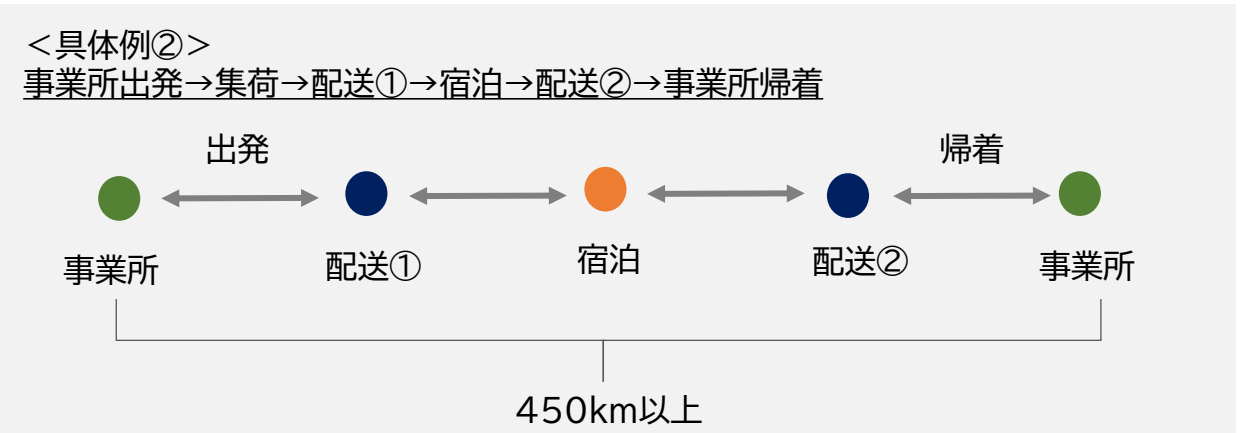 ＜具体例②＞
事業所出発→集荷→配送①→宿泊→配送②→事業所帰着
出発
帰着
事業所
配送①
宿泊
配送②
事業所
450km以上